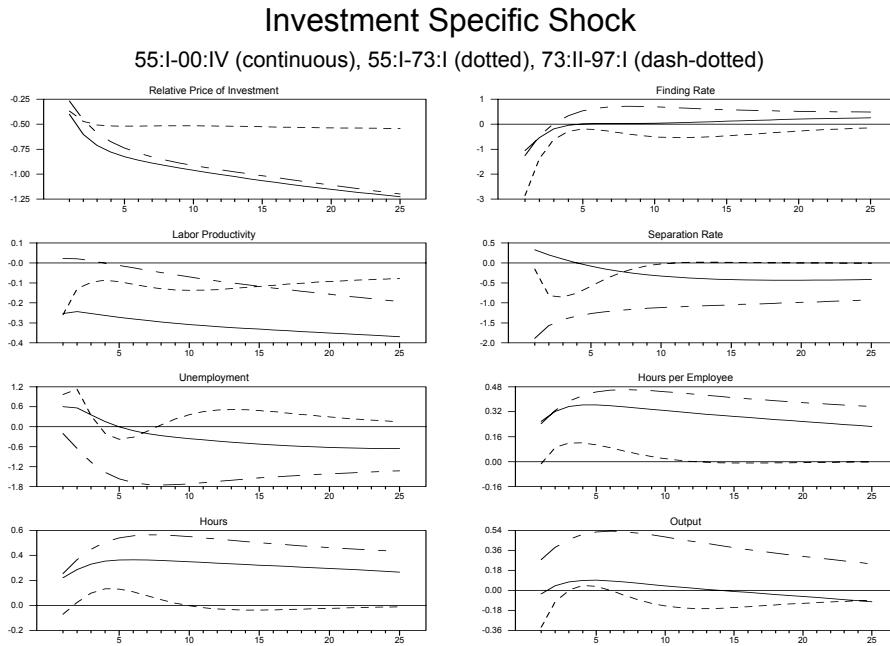 Investment Specific Shock
55:I-00:IV (continuous), 55:I-73:I (dotted), 73:II-97:I (dash-dotted)
Relative Price of Investment
-0.25
-0.50
-0.75
-1.00
-1.25
5 10 15 20 25
Finding Rate
1
0
-1
-2
-3
5 10 15 20 25
Labor Productivity
0.1
-0.0
-0.1
-0.2
-0.3
-0.4
5 10 15 20 25
Separation Rate
0.5
-0.0
-0.5
-1.0
-1.5
-2.0
5 10 15 20 25
Unemployment
1.2
0.6
-0.0
-0.6
-1.2
-1.8
5 10 15 20 25
Hours per Employee
0.48
0.32
0.16
0.00
-0.16
5 10 15 20 25
Hours
0.6
0.4
0.2
0.0
-0.2
5 10 15 20 25
Output
0.54
0.36
0.18
-0.00
-0.18
-0.36
5 10 15 20 25